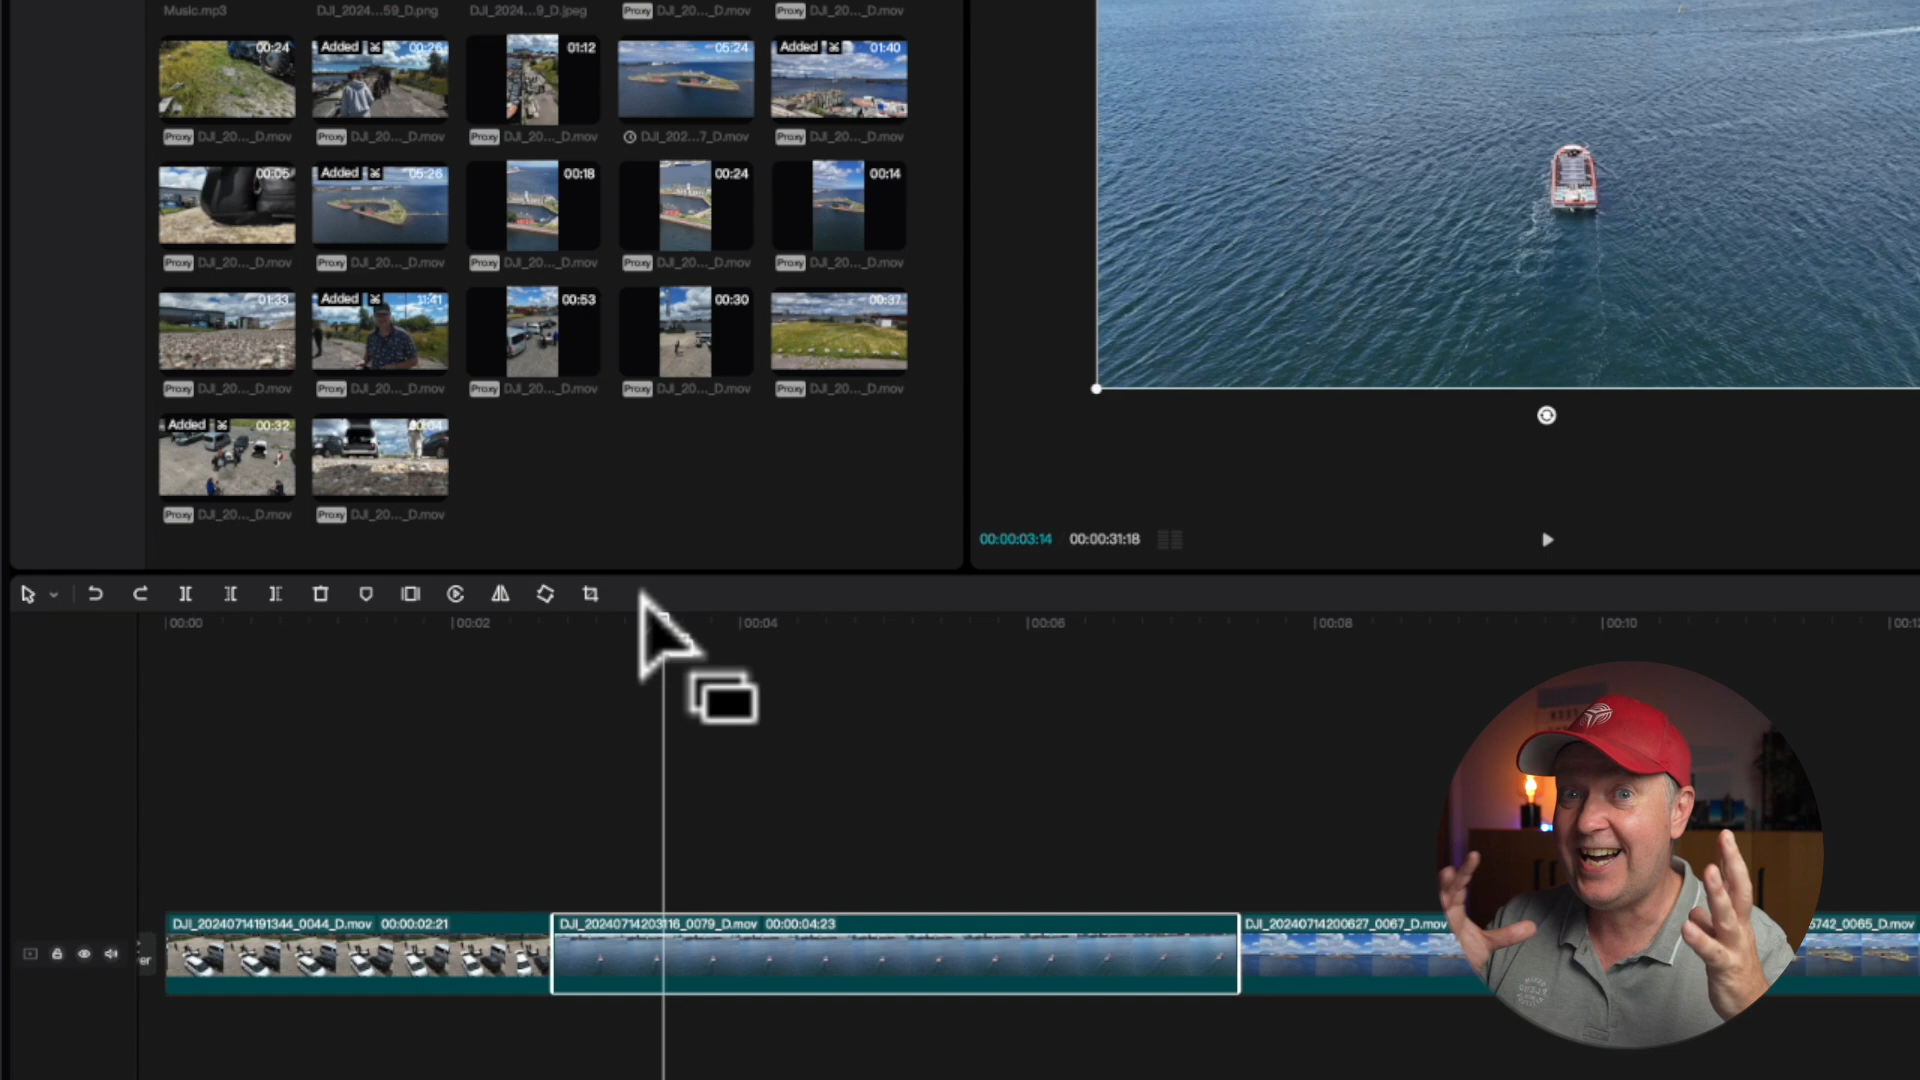 Music.mp3 DJI_2024...59_D.png DJI_2024...9_D.jpeg Proxy DJI_20..._D.mov Proxy DJI_20..._D.mov
00:24 Added 00:26 01:12 05:24 Added 01:40
Proxy DJI_20..._D.mov Proxy DJI_20..._D.mov Proxy DJI_20..._D.mov DJI_202...7_D.mov Proxy DJI_20..._D.mov
00:05 Added 05:26 00:18 00:24 00:14
Proxy DJI_20..._D.mov Proxy DJI_20..._D.mov Proxy DJI_20..._D.mov Proxy DJI_20..._D.mov Proxy DJI_20..._D.mov
01:33 Added 11:41 00:53 00:30 00:37
Proxy DJI_20..._D.mov Proxy DJI_20..._D.mov Proxy DJI_20..._D.mov Proxy DJI_20..._D.mov Proxy DJI_20..._D.mov
Added 00:32 00:04
Proxy DJI_20..._D.mov Proxy DJI_20..._D.mov
00:00:03:14 00:00:31:18
00:00 00:02 00:04 00:06 00:08 00:10
DJI_20240714191344_0044_D.mov 00:00:02:21 DJI_20240714203116_0079_D.mov 00:00:04:23 DJI_20240714200627_0067_D.mov 5742_0065_D.mov
er